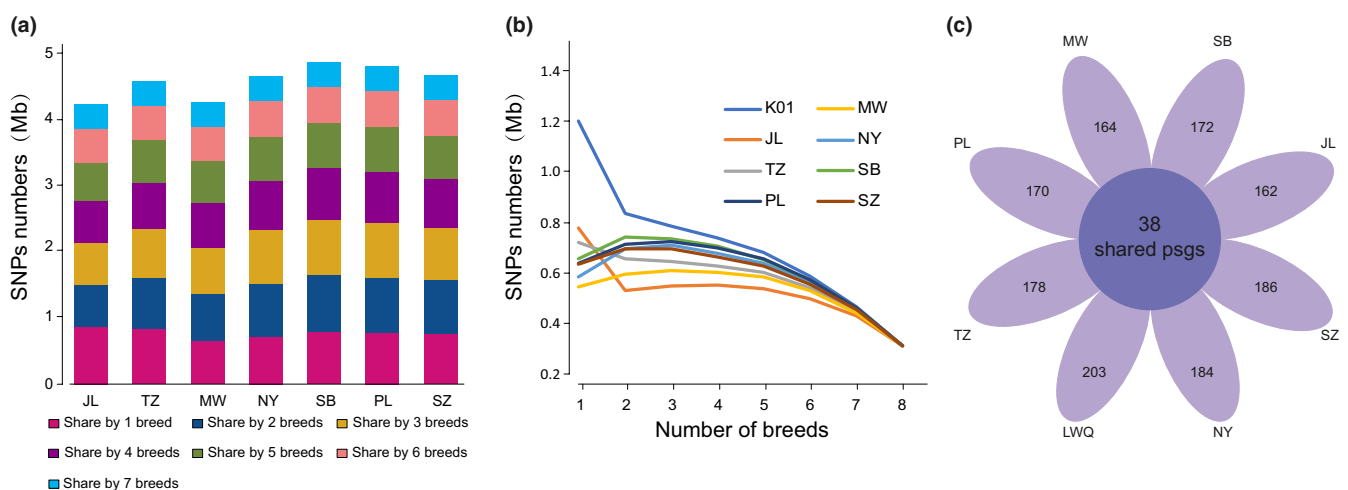 (a)
SNPs numbers (Mb)
5
4
3
2
1
0
JL TZ MW NY SB PL SZ
Share by 1 breed Share by 2 breeds Share by 3 breeds
Share by 4 breeds Share by 5 breeds Share by 6 breeds
Share by 7 breeds
(b)
SNPs numbers (Mb)
1.4
1.2
1.0
0.8
0.6
0.4
0.2
K01 MW
JL NY
TZ SB
PL SZ
1 2 3 4 5 6 7 8
Number of breeds
(c)
MW
SB
164
172
PL
JL
170
162
38
shared psgs
178
186
TZ
SZ
203
184
LWQ
NY